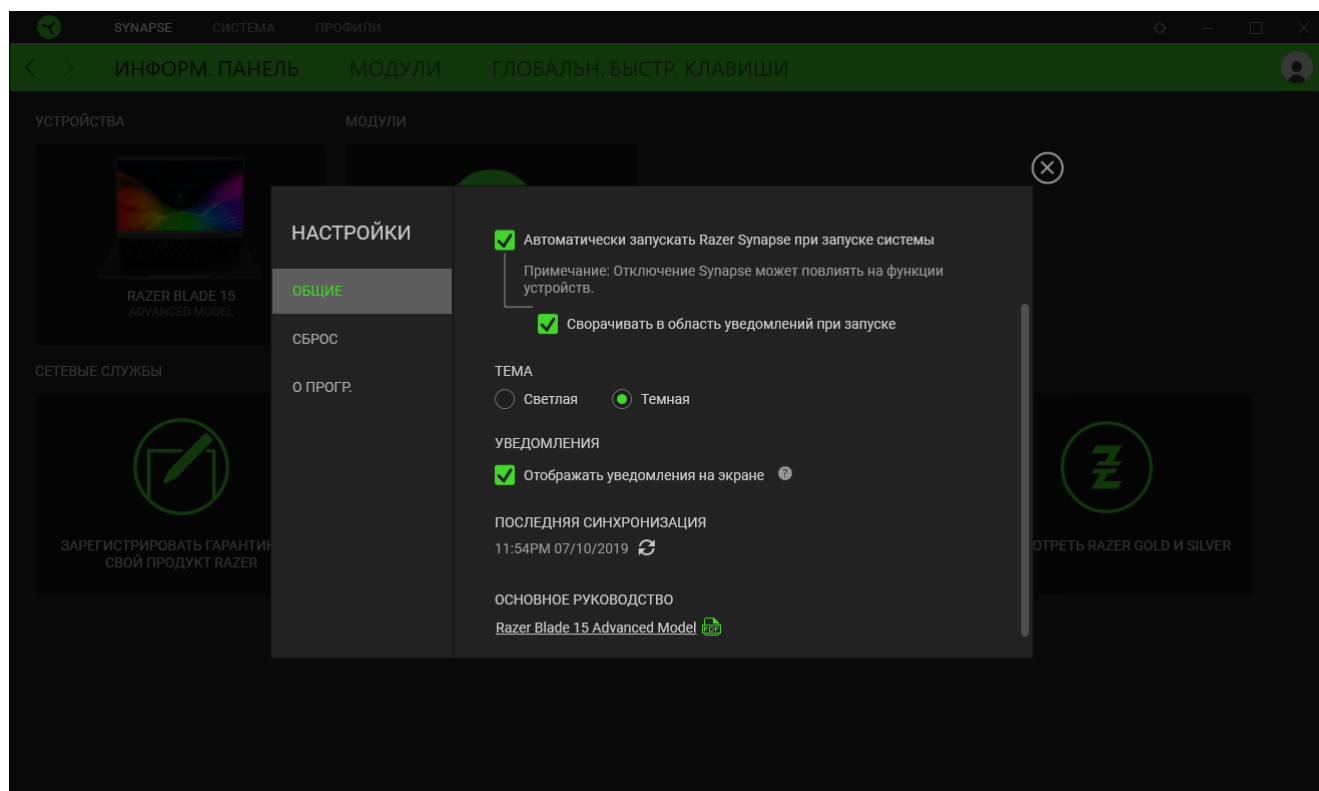 SYNAPSE СИСТЕМА ПРОФИЛИ
ИНФОРМ. ПАНЕЛЬ МОДУЛИ ГЛОБАЛЬН. БЫСТР. КЛАВИШИ
УСТРОЙСТВА МОДУЛИ
RAZER BLADE 15
ADVANCED MODEL
СЕТЕВЫЕ СЛУЖБЫ
ЗАРЕГИСТРИРОВАТЬ ГАРАНТИ
СВОЙ ПРОДУКТ RAZER
ОТРЕТЬ RAZER GOLD И SILVER
НАСТРОЙКИ
ОБЩИЕ
СБРОС
О ПРОГР.
Автоматически запускать Razer Synapse при запуске системы
Примечание: Отключение Synapse может повлиять на функции
устройств.
Сворачивать в область уведомлений при запуске
ТЕМА
Светлая Темная
УВЕДОМЛЕНИЯ
Отображать уведомления на экране ?
ПОСЛЕДНЯЯ СИНХРОНИЗАЦИЯ
11:54PM 07/10/2019
ОСНОВНОЕ РУКОВОДСТВО
Razer Blade 15 Advanced Model PDF